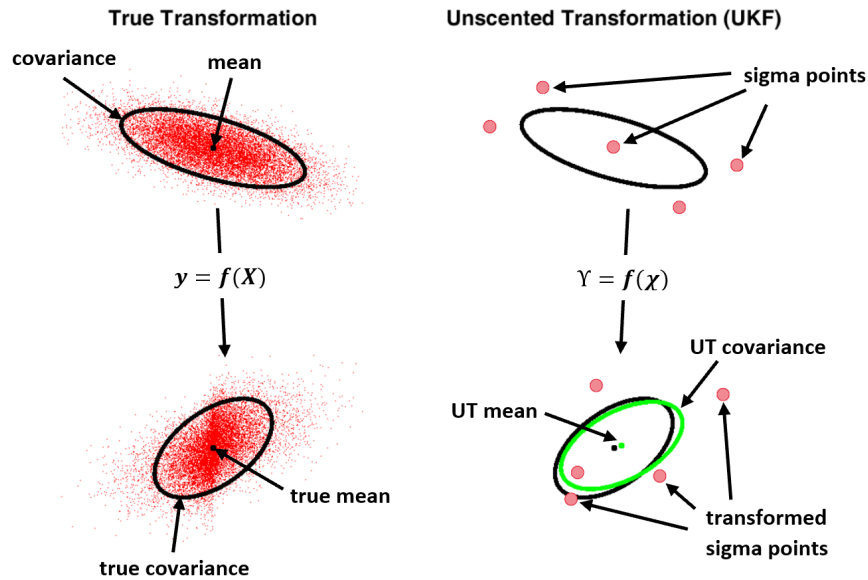 True Transformation
covariance
mean
y = f(X)
true mean
true covariance
Unscented Transformation (UKF)
sigma points
ϒ = f(χ)
UT covariance
UT mean
transformed
sigma points